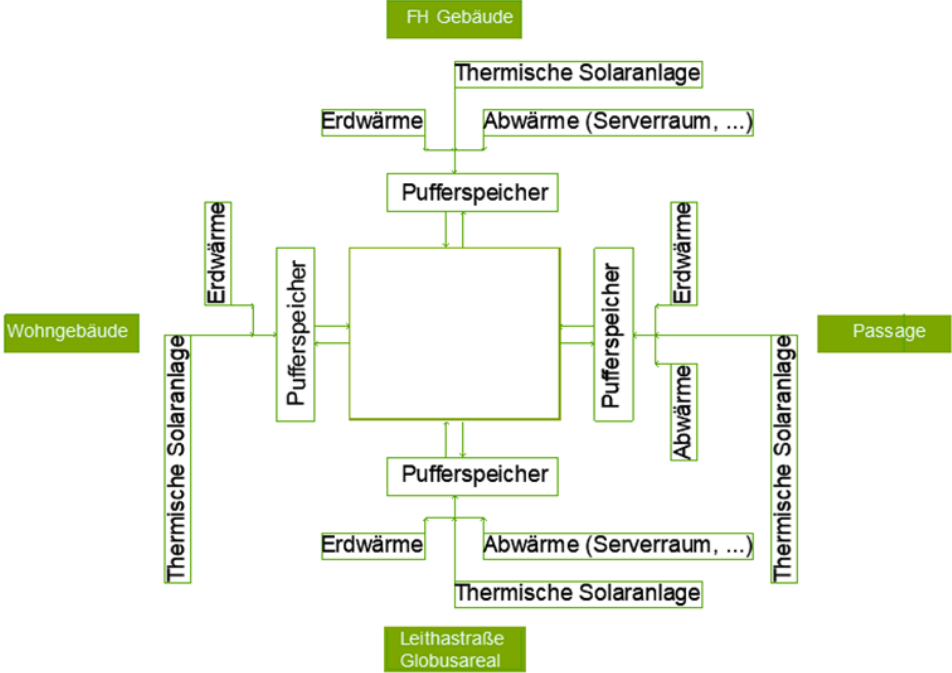 FH Gebäude
Thermische Solaranlage
Erdwärme
Abwärme (Serverraum, ...)
Pufferspeicher
Erdwärme
Pufferspeicher
Wohngebäude
Thermische Solaranlage
Pufferspeicher
Erdwärme
Abwärme
Thermische Solaranlage
Passage
Pufferspeicher
Erdwärme
Abwärme (Serverraum, ...)
Thermische Solaranlage
Leithastraße
Globusareal